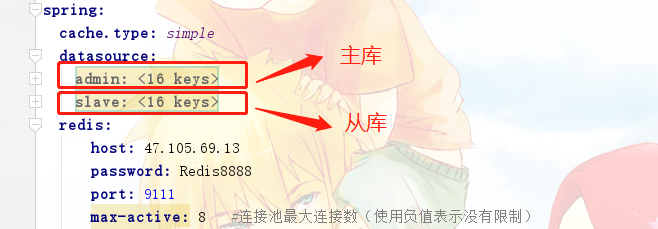 spring:
cache.type: simple
datasource:
admin: <16 keys>
主库
slave: <16 keys>
从库
redis:
host: 47.105.69.13
password: Redis8888
port: 9111
max-active: 8 #连接池最大连接数（使用负值表示没有限制）